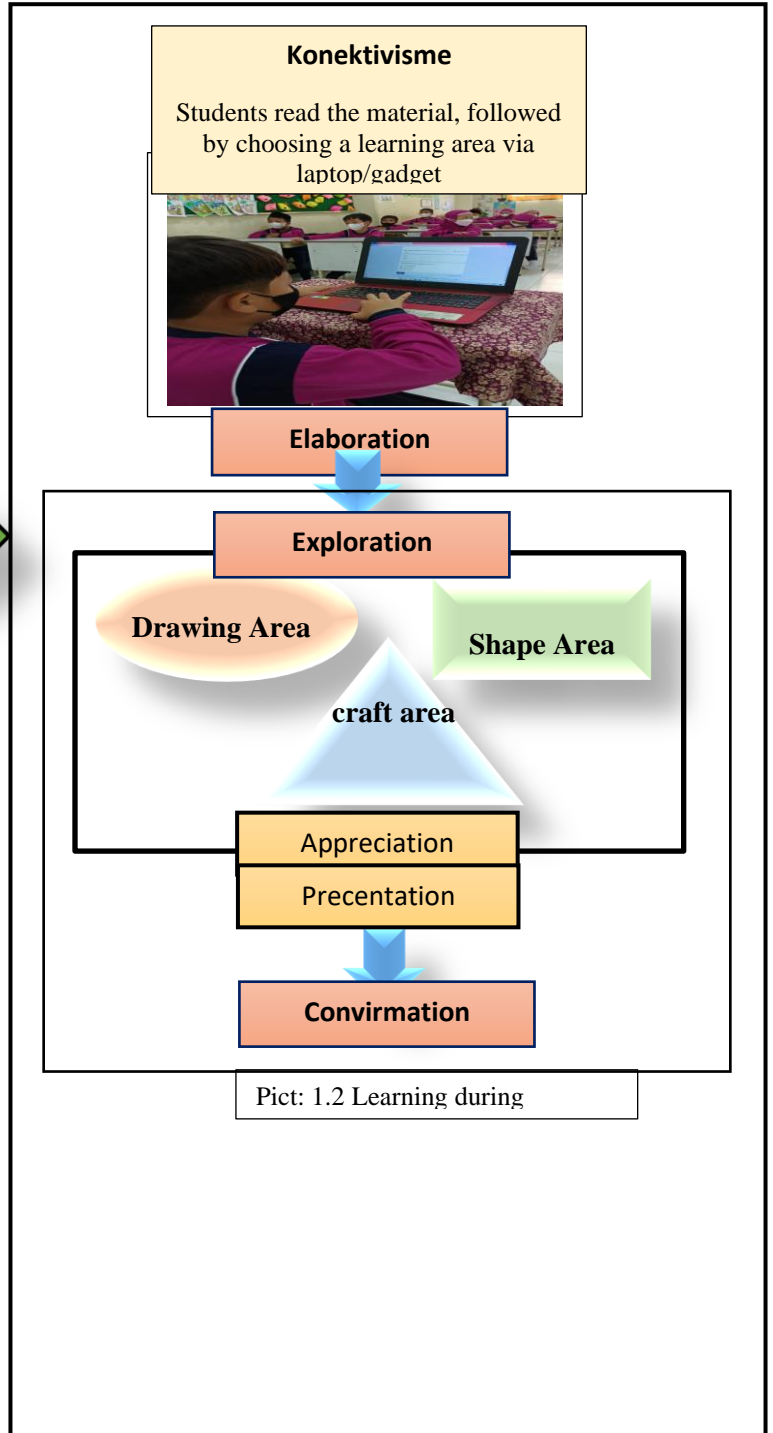 Konektivisme
Students read the material, followed
by choosing a learning area via
laptop/gadget
Elaboration
Exploration
Drawing Area
Shape Area
craft area
Appreciation
Precentation
Convirmation
Pict: 1.2 Learning during